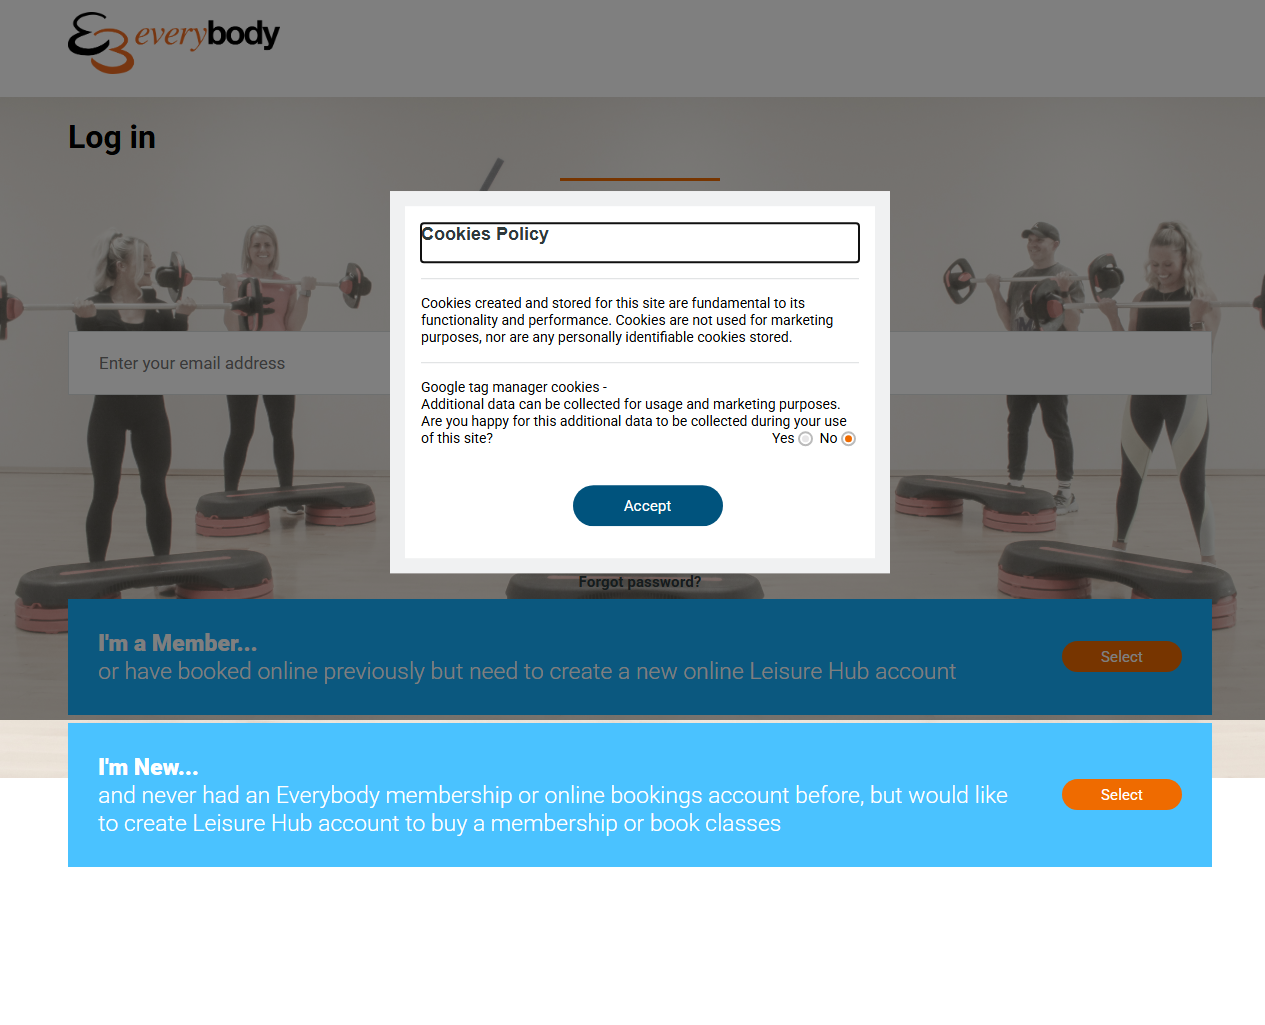 everybody
Log in
Cookies Policy
Cookies created and stored for this site are fundamental to its
functionality and performance. Cookies are not used for marketing
purposes, nor are any personally identifiable cookies stored.
Enter your email address
Google tag manager cookies -
Additional data can be collected for usage and marketing purposes.
Are you happy for this additional data to be collected during your use
of this site? Yes No
Accept
Forgot password?
I'm a Member...
or have booked online previously but need to create a new online Leisure Hub account
Select
I'm New...
and never had an Everybody membership or online bookings account before, but would like
to create Leisure Hub account to buy a membership or book classes
Select